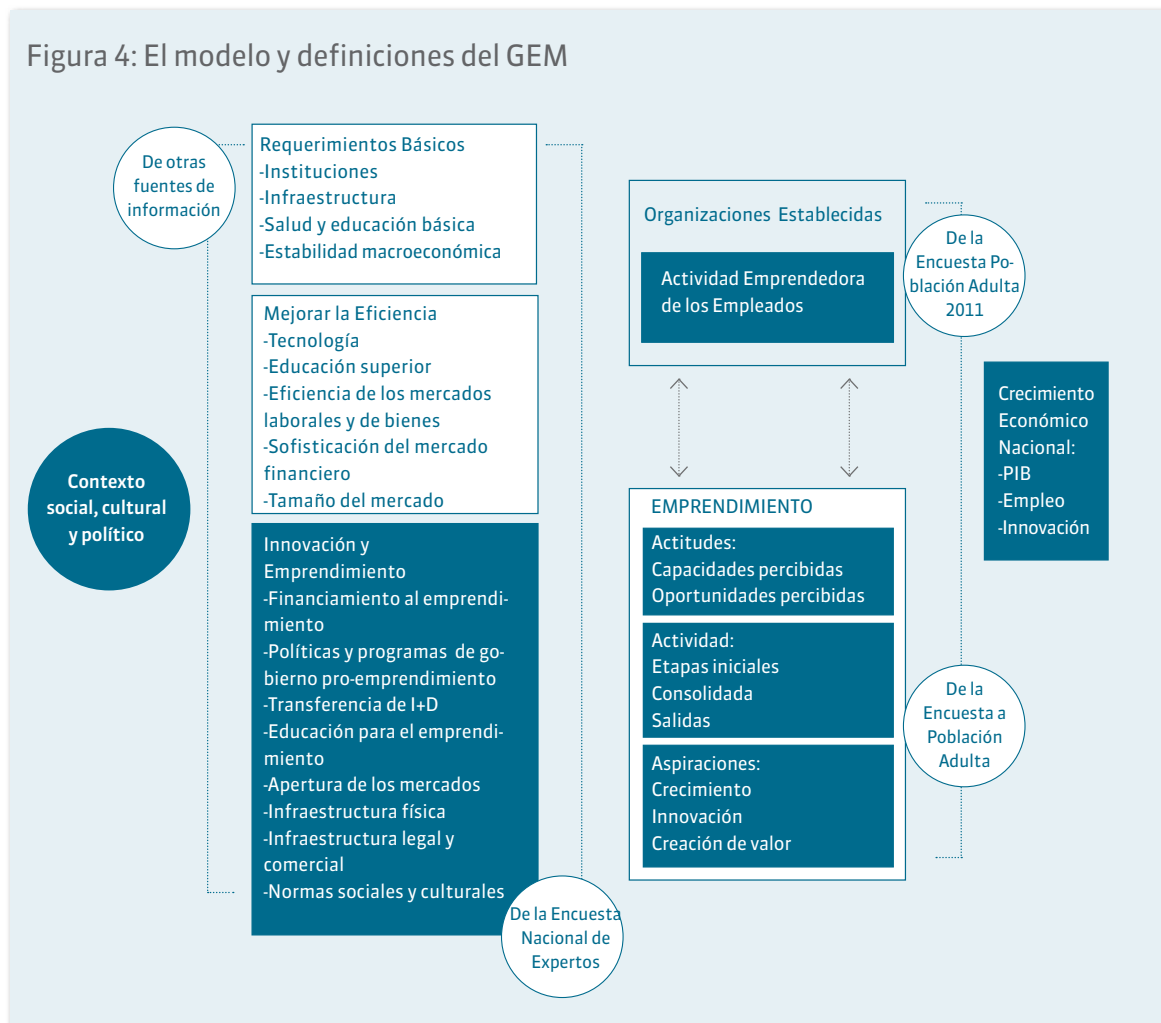 Figura 4: El modelo y definiciones del GEM
De otras
fuentes de
información
Requerimientos Básicos
-Instituciones
-Infraestructura
-Salud y educación básica
-Estabilidad macroeconómica
Mejorar la Eficiencia
-Tecnología
-Educación superior
-Eficiencia de los mercados
laborales y de bienes
-Sofisticación del mercado
financiero
-Tamaño del mercado
Contexto
social, cultural
y político
Innovación y
Emprendimiento
-Financiamiento al emprendi-
miento
-Políticas y programas de go-
bierno pro-emprendimiento
-Transferencia de I+D
-Educación para el emprendi-
miento
-Apertura de los mercados
-Infraestructura física
-Infraestructura legal y
comercial
-Normas sociales y culturales
De la Encuesta
Nacional de
Expertos
Organizaciones Establecidas
Actividad Emprendedora
de los Empleados
De la
Encuesta Po-
blación Adulta
2011
EMPRENDIMIENTO
Actitudes:
Capacidades percibidas
Oportunidades percibidas
Actividad:
Etapas iniciales
Consolidada
Salidas
Aspiraciones:
Crecimiento
Innovación
Creación de valor
De la
Encuesta a
Población
Adulta
Crecimiento
Económico
Nacional:
-PIB
-Empleo
-Innovación